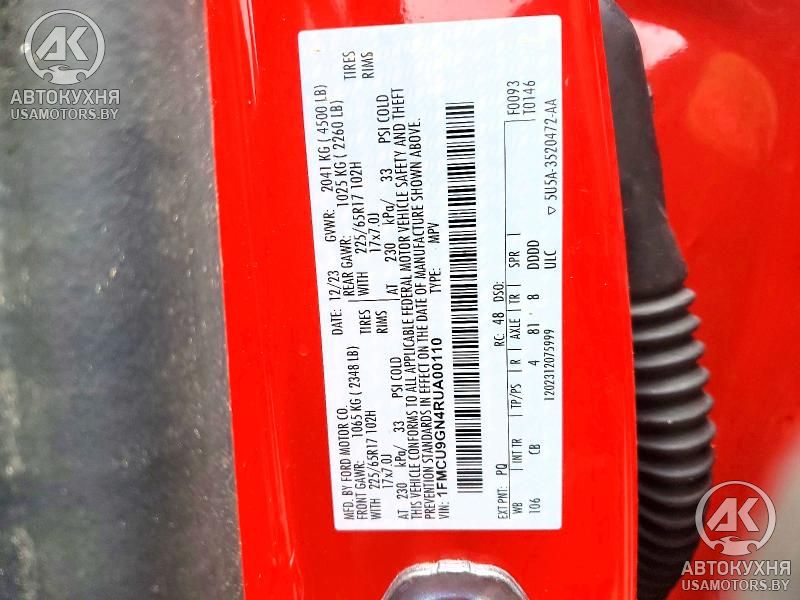 MFD. BY FORD MOTOR CO.
DATE: 12/23
GVWR: 2041 KG ( 4500 LB)
FRONT GAWR: 1065 KG ( 2348 LB)
REAR GAWR: 1025 KG ( 2260 LB)
WITH 225/65R17 102H TIRES
WITH 225/65R17 102H TIRES
17x7.0J RIMS
17x7.0J RIMS
AT 230 kPa/ 33 PSI COLD
AT 230 kPa/ 33 PSI COLD
THIS VEHICLE CONFORMS TO ALL APPLICABLE FEDERAL MOTOR VEHICLE SAFETY AND THEFT
PREVENTION STANDARDS IN EFFECT ON THE DATE OF MANUFACTURE SHOWN ABOVE.
VIN: 1FMCU9GN4RUA00110
TYPE: MPV
F0093
T0146
EXT PNT: PQ RC: 48 DSO:
WB INT TR TP/PS R AXLE TR SPR
106 CB 4 81 8 DDDD
1202312075999 ULC
5U5A-3520472-AA
АК
АВТОКУХНЯ
USAMOTORS.BY
АК
АВТОКУХНЯ
USAMOTORS.BY